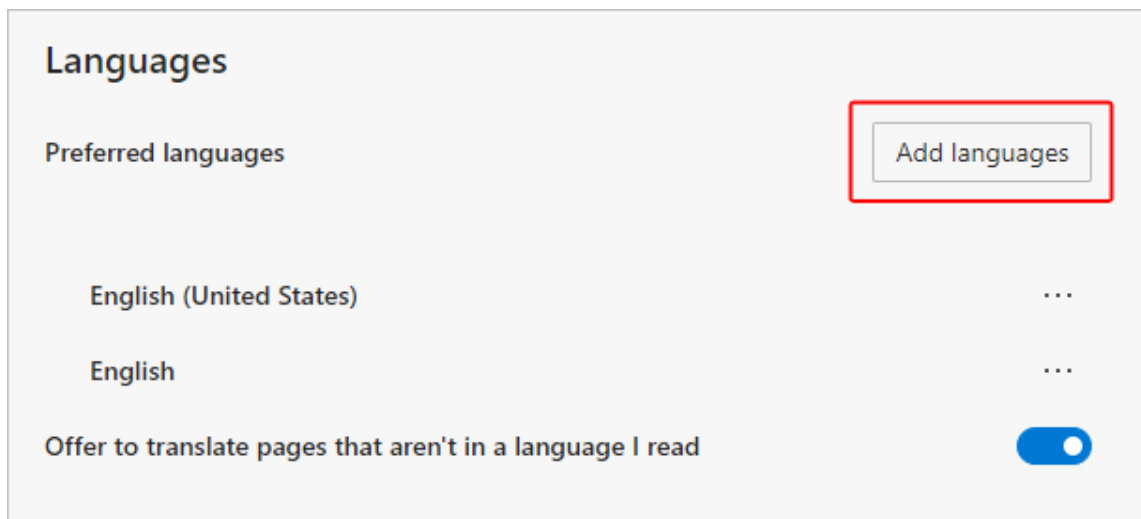 Languages
Preferred languages
Add languages
English (United States)
...
English
...
Offer to translate pages that aren't in a language I read